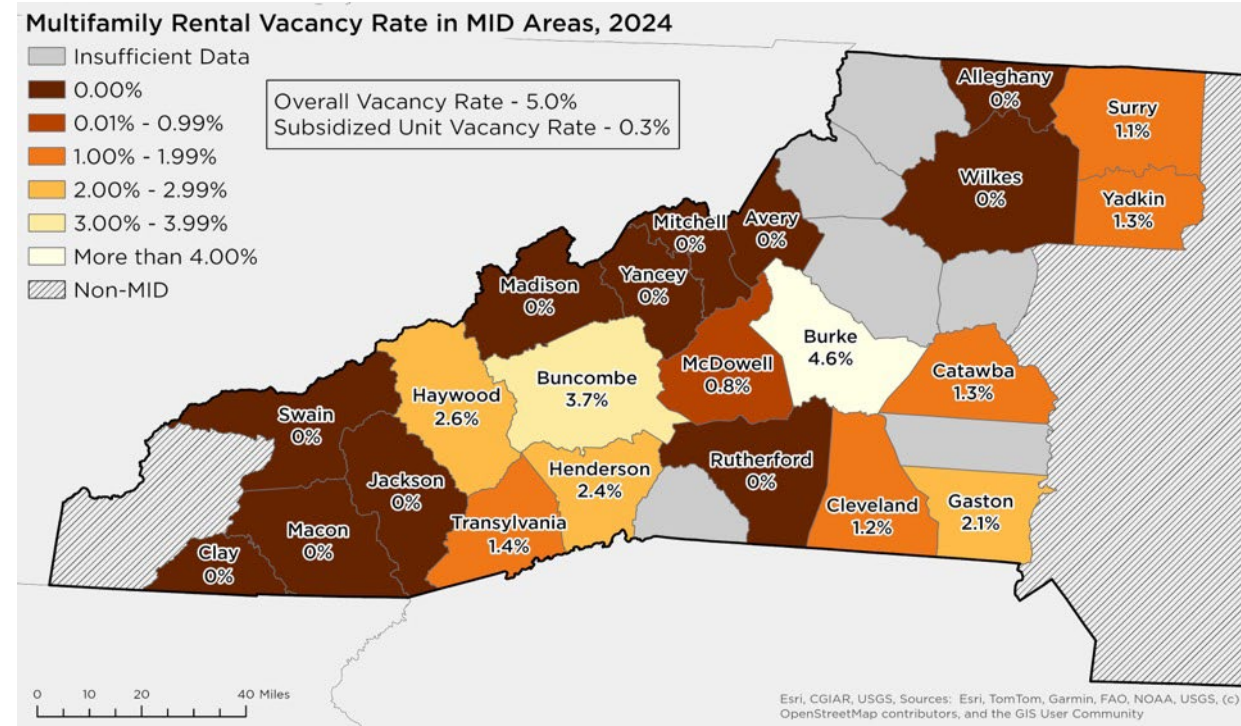 Multifamily Rental Vacancy Rate in MID Areas, 2024
Insufficient Data
0.00%
0.01% - 0.99%
1.00% - 1.99%
2.00% - 2.99%
3.00% - 3.99%
More than 4.00%
Non-MID
Overall Vacancy Rate - 5.0%
Subsidized Unit Vacancy Rate - 0.3%
Alleghany
0%
Surry
1.1%
Wilkes
0%
Yadkin
1.3%
Mitchell
0%
Avery
0%
Yancey
0%
Madison
0%
Burke
4.6%
McDowell
0.8%
Catawba
1.3%
Buncombe
3.7%
Haywood
2.6%
Swain
0%
Rutherford
0%
Henderson
2.4%
Jackson
0%
Cleveland
1.2%
Gaston
2.1%
Transylvania
1.4%
Macon
0%
Clay
0%
0 10 20 40 Miles
Esri, CGIAR, USGS, Sources: Esri, TomTom, Garmin, FAO, NOAA, USGS, (c)
OpenStreetMap contributors, and the GIS User Community